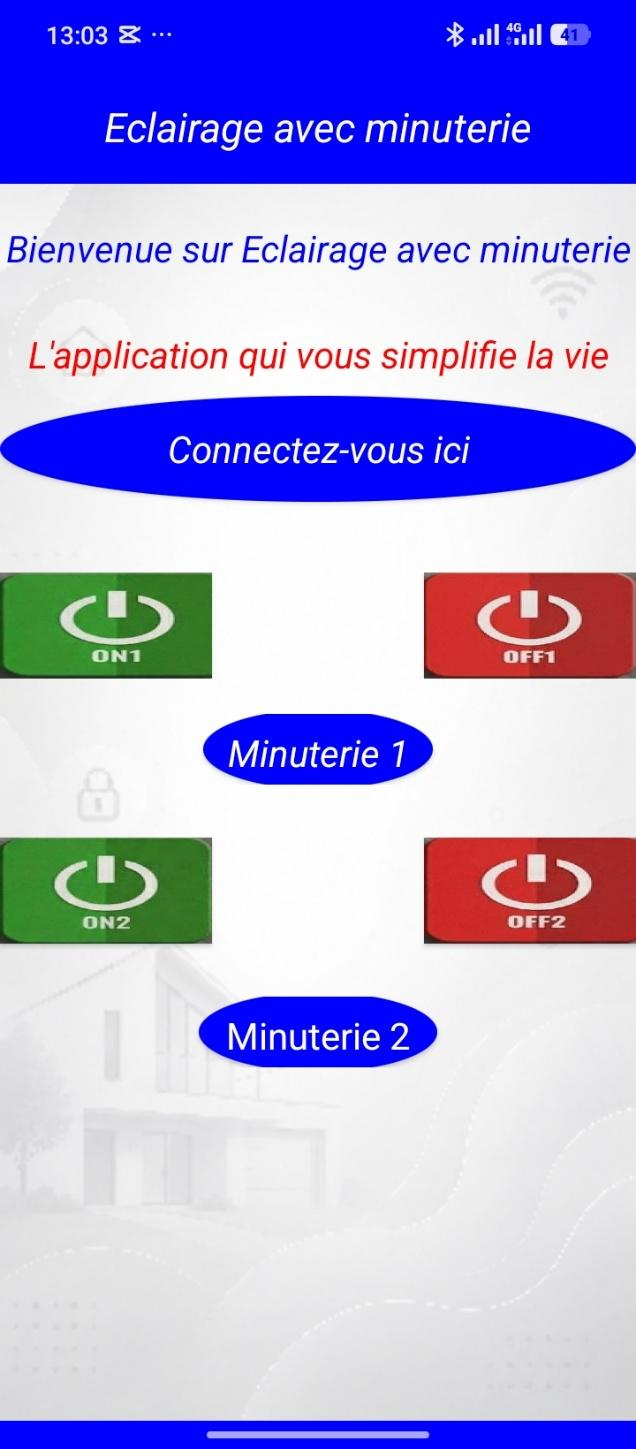 13:03 ...
4G 41
Eclairage avec minuterie
Bienvenue sur Eclairage avec minuterie
L'application qui vous simplifie la vie
Connectez-vous ici
ON1 OFF1
Minuterie 1
ON2 OFF2
Minuterie 2